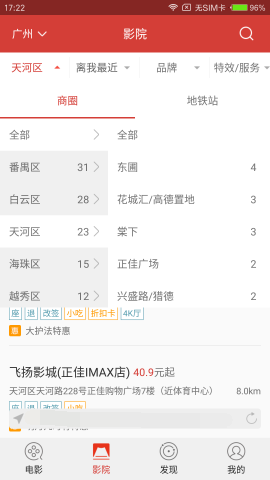 17:22 无SIM卡 96%
广州 影院
天河区 离我最近 品牌 特效/服务
商圈 地铁站
全部 全部
番禺区 31 东圃 4
白云区 28 花城汇/高德置地 3
天河区 23 棠下 3
海珠区 15 正佳广场 2
越秀区 12 兴盛路/猎德 2
座 退 改签 小吃 折扣卡 4K厅
惠 大护法特惠
飞扬影城(正佳IMAX店) 40.9元起
天河区天河路228号正佳购物广场7楼（近体育中心） 8.0km
座 退 改签 小吃
电影 影院 发现 我的